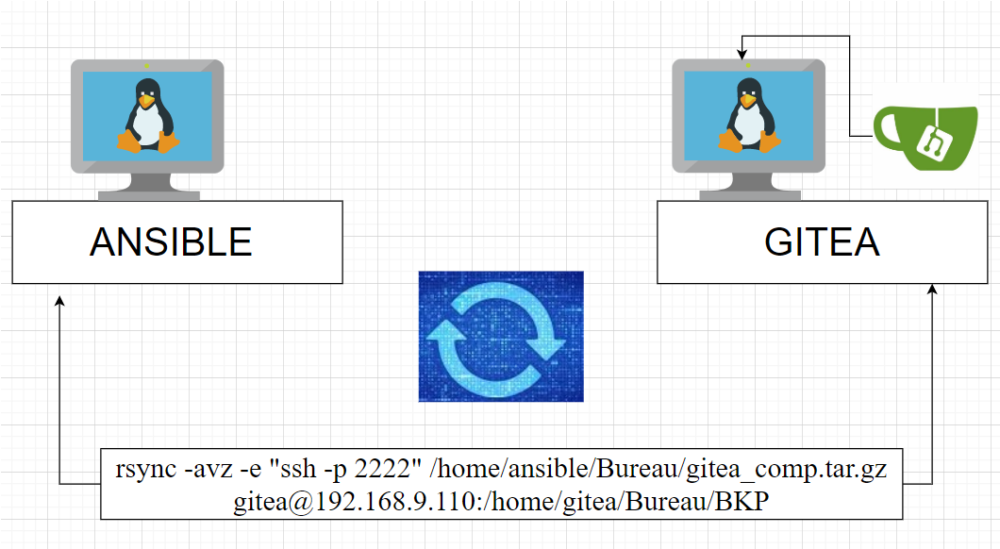 ANSIBLE
GITEA
rsync -avz -e "ssh -p 2222" /home/ansible/Bureau/gitea_comp.tar.gz
gitea@192.168.9.110:/home/gitea/Bureau/BKP